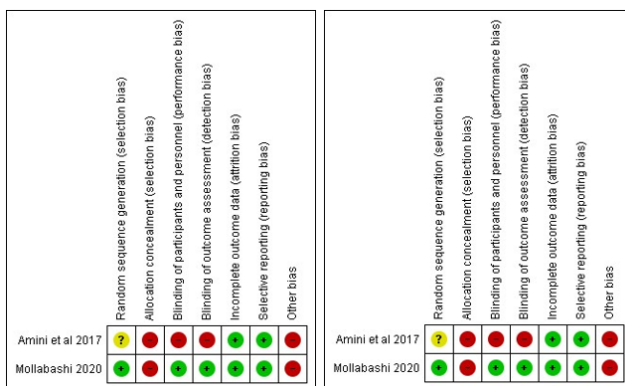 Random sequence generation (selection bias)
Allocation concealment (selection bias)
Blinding of participants and personnel (performance bias)
Blinding of outcome assessment (detection bias)
Incomplete outcome data (attrition bias)
Selective reporting (reporting bias)
Other bias
Amini et al 2017 ? - - - + + -
Mollabashi 2020 + - + + + + -
Random sequence generation (selection bias)
Allocation concealment (selection bias)
Blinding of participants and personnel (performance bias)
Blinding of outcome assessment (detection bias)
Incomplete outcome data (attrition bias)
Selective reporting (reporting bias)
Other bias
Amini et al 2017 ? - - - + + -
Mollabashi 2020 + - + + + + -